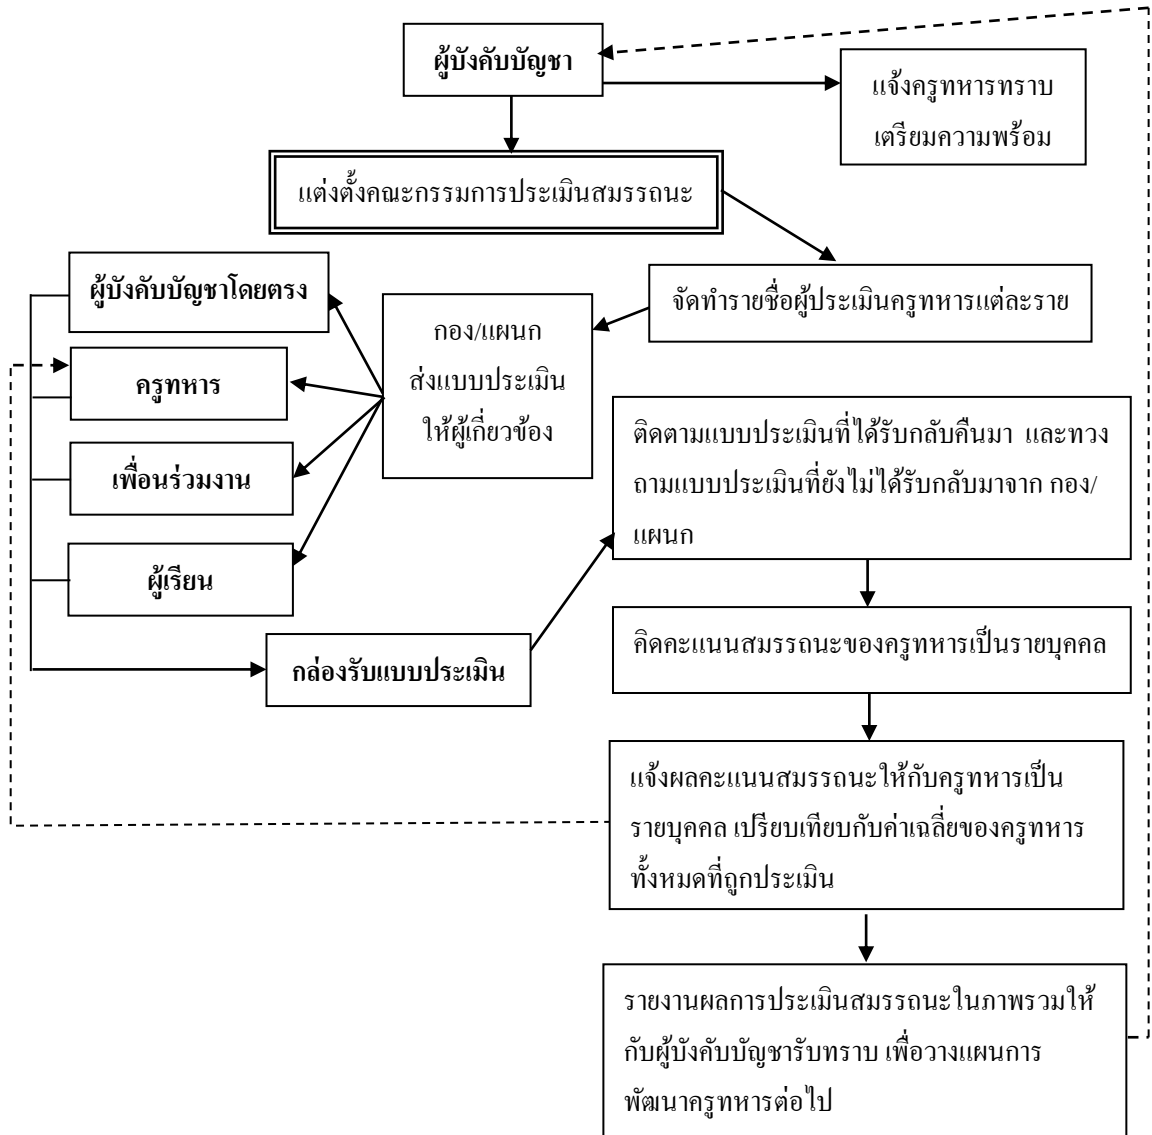 ผู้บังคับบัญชา
แจ้งครูทหารทราบ
เตรียมความพร้อม
แต่งตั้งคณะกรรมการประเมินสมรรถนะ
จัดทำรายชื่อผู้ประเมินครูทหารแต่ละราย
กอง/แผนก
ส่งแบบประเมิน
ให้ผู้เกี่ยวข้อง
ผู้บังคับบัญชาโดยตรง
ครูทหาร
เพื่อนร่วมงาน
ผู้เรียน
กล่องรับแบบประเมิน
ติดตามแบบประเมินที่ได้รับกลับคืนมา และทวง
ถามแบบประเมินที่ยังไม่ได้รับกลับมาจาก กอง/
แผนก
คิดคะแนนสมรรถนะของครูทหารเป็นรายบุคคล
แจ้งผลคะแนนสมรรถนะให้กับครูทหารเป็น
รายบุคคล เปรียบเทียบกับค่าเฉลี่ยของครูทหาร
ทั้งหมดที่ถูกประเมิน
รายงานผลการประเมินสมรรถนะในภาพรวมให้
กับผู้บังคับบัญชารับทราบ เพื่อวางแผนการ
พัฒนาครูทหารต่อไป